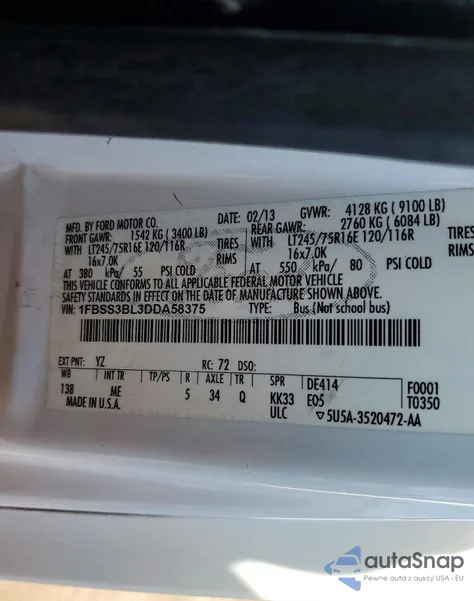 MFD. BY FORD MOTOR CO.
DATE: 02/13 GVWR: 4128 KG ( 9100 LB)
FRONT GAWR: 1542 KG ( 3400 LB) REAR GAWR: 2760 KG ( 6084 LB)
WITH LT245/75R16E 120/116R TIRES WITH LT245/75R16E 120/116R TIRES
16x7.0K RIMS 16x7.0K RIMS
AT 380 kPa/ 55 PSI COLD AT 550 kPa/ 80 PSI COLD
THIS VEHICLE CONFORMS TO ALL APPLICABLE FEDERAL MOTOR VEHICLE
SAFETY STANDARDS IN EFFECT ON THE DATE OF MANUFACTURE SHOWN ABOVE.
VIN: 1FBSS3BL3DDA58375 TYPE: Bus (Not school bus)
EXT PNT: YZ RC: 72 DSO:
WB INT TR TP/PS R AXLE TR SPR DE414 F0001
138 ME 5 34 Q KK33 E05 T0350
MADE IN U.S.A. ULC ▽5U5A-3520472-AA
autoSnap
Pewne auta z aukcji USA i EU